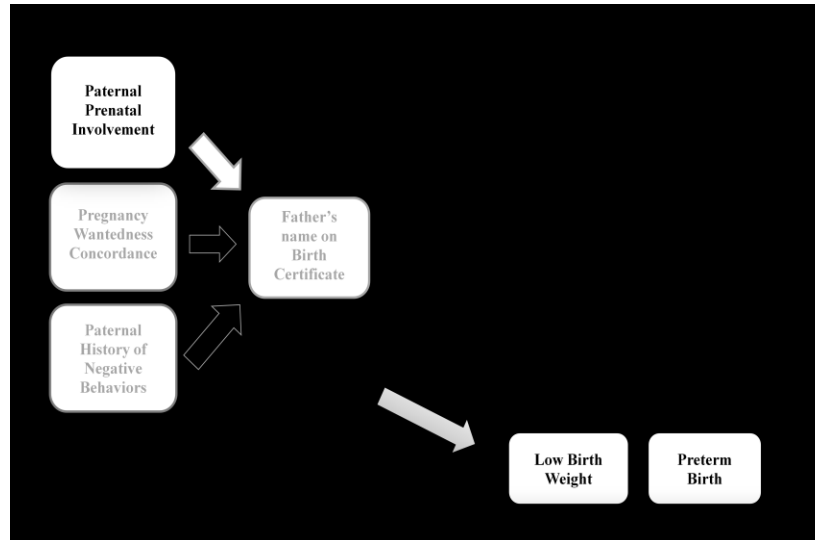 Paternal
Prenatal
Involvement
Pregnancy
Wantedness
Concordance
Paternal
History of
Negative
Behaviors
Father's
name on
Birth
Certificate
Low Birth
Weight
Preterm
Birth